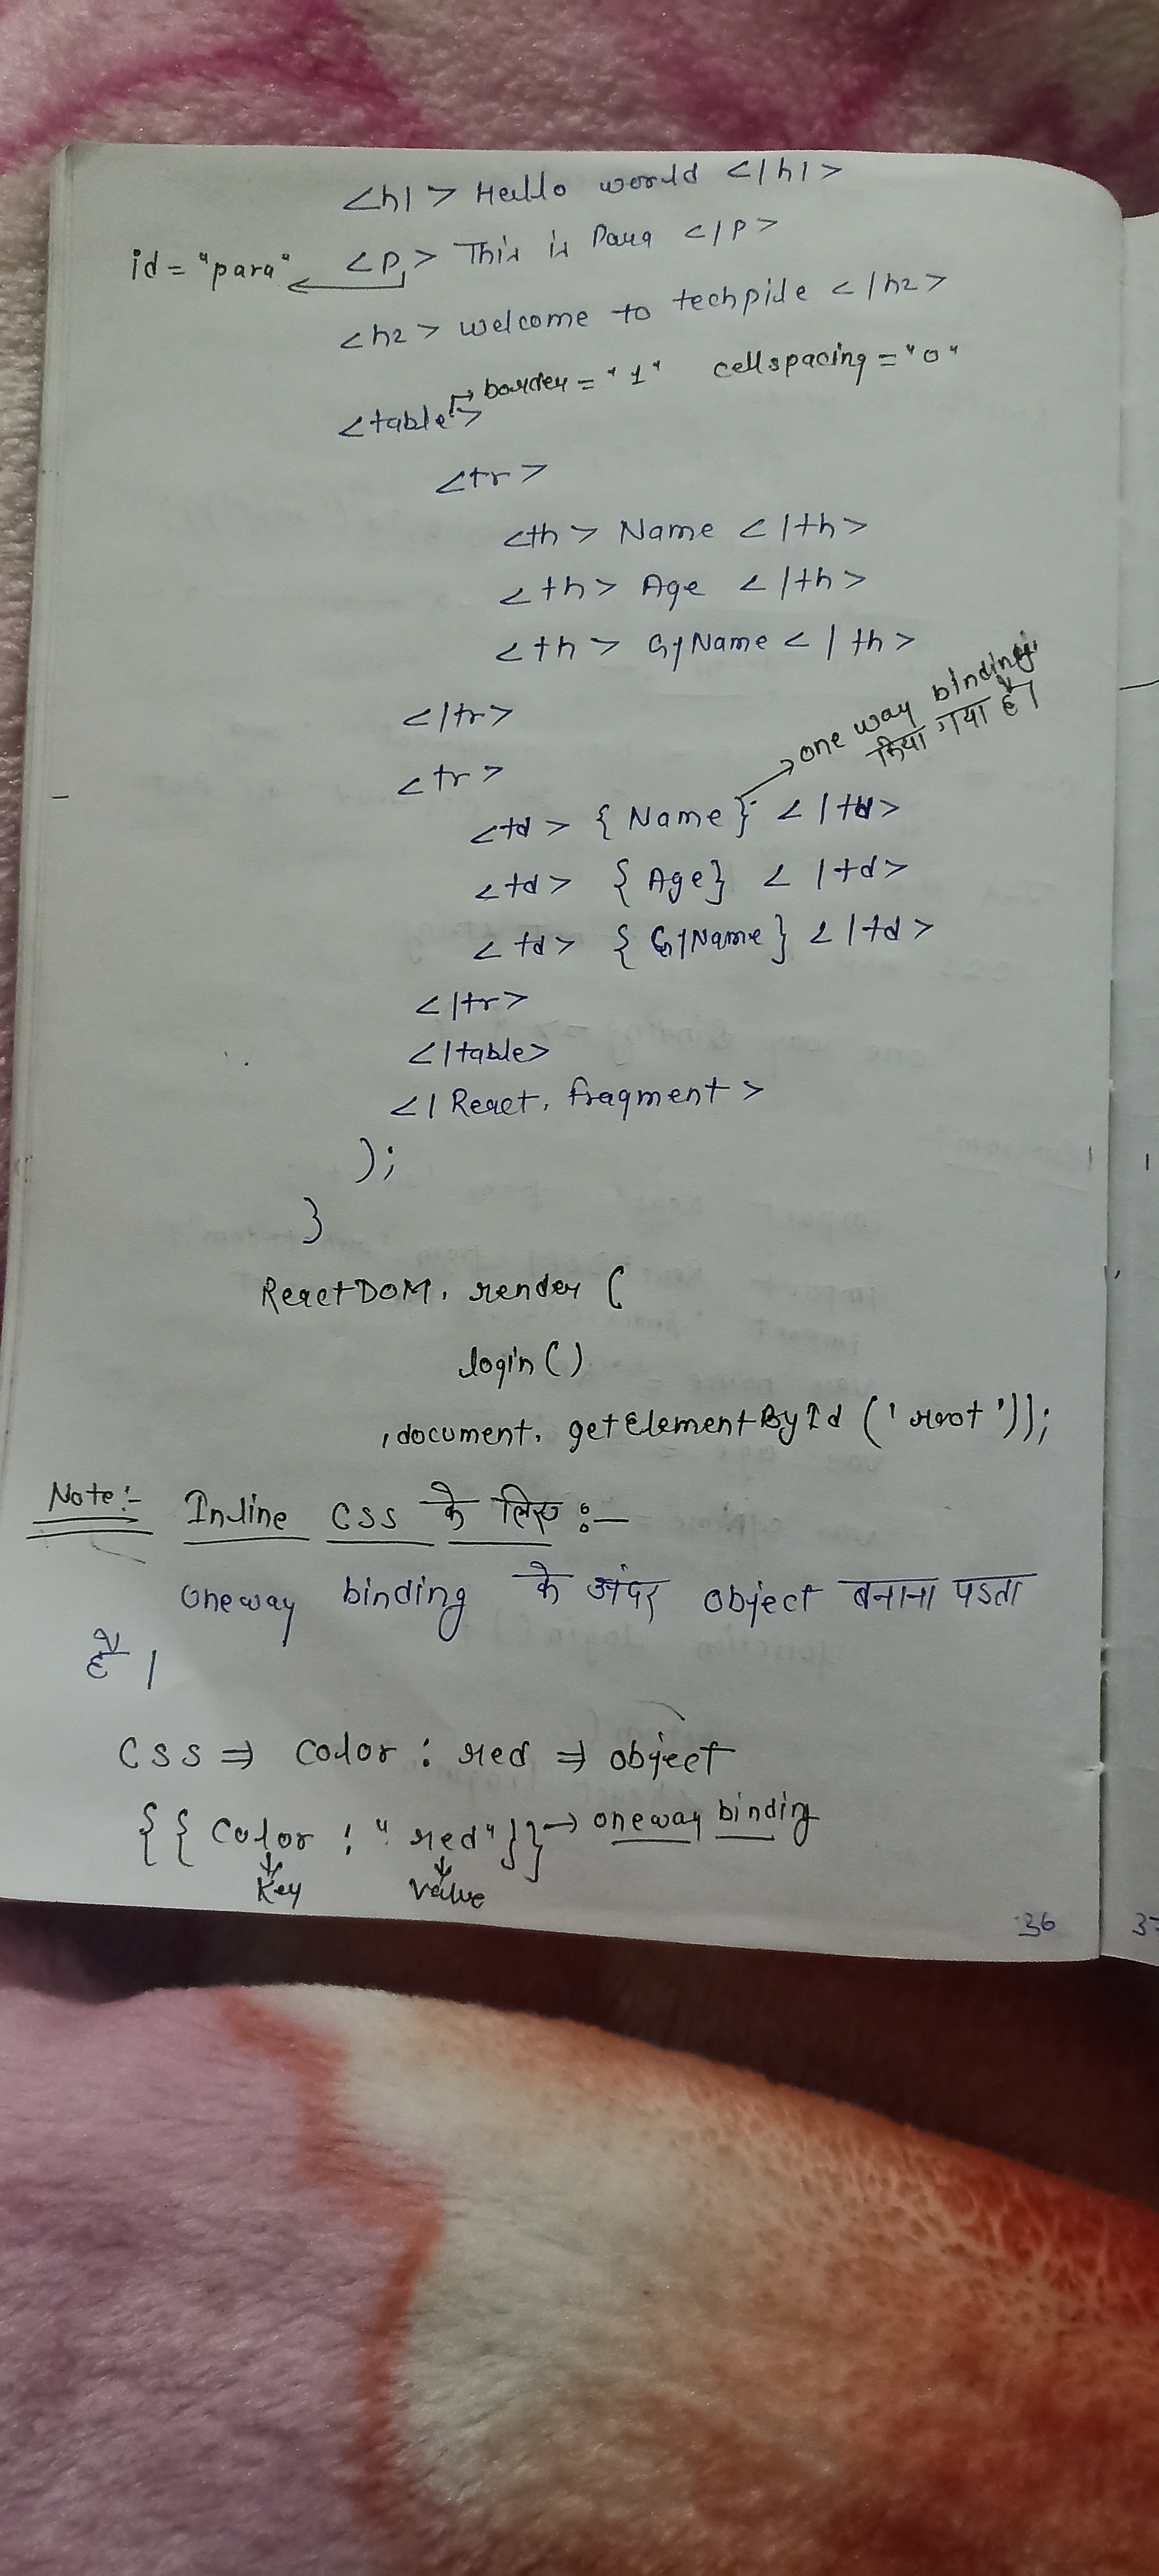 <h1> Hello world </h1>
id = "para" <p> This is Para </p>
<h2> welcome to techpile </h2>
border = "1" cellspacing = "0"
<table>
<tr>
<th> Name </th>
<th> Age </th>
<th> GfName </th>
</tr>
one way binding
किया गया है।
<tr>
<td> { Name } </td>
<td> { Age } </td>
<td> { GfName } </td>
</tr>
</table>
</ React. fragment >
);
}
ReactDOM. render (
login ()
, document. getElementById ('root'));
Note:- Inline CSS के लिए :-
oneway binding के अंदर object बनाना पडता
है।
CSS ⇒ color : red ⇒ object
{ { color : "red" } } → oneway binding
Key value
36
37